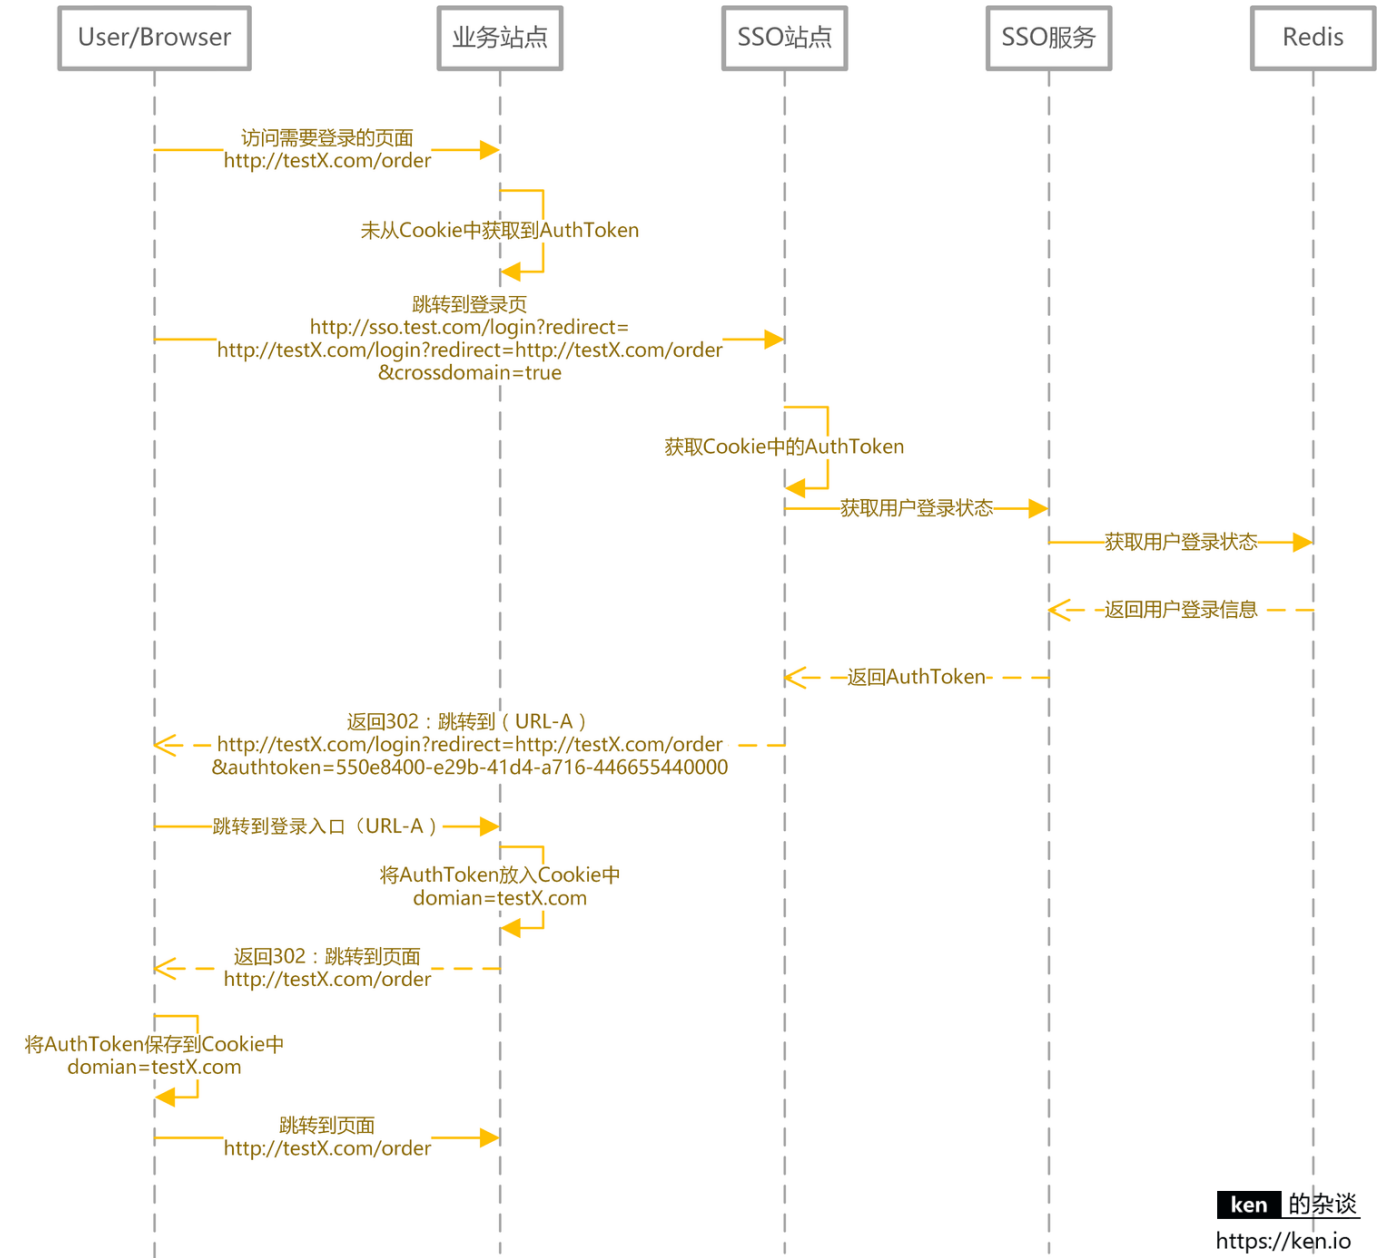 User/Browser
业务站点
SSO站点
SSO服务
Redis
访问需要登录的页面
http://testX.com/order
未从Cookie中获取到AuthToken
跳转到登录页
http://sso.test.com/login?redirect=
http://testX.com/login?redirect=http://testX.com/order
&crossdomain=true
获取Cookie中的AuthToken
获取用户登录状态
获取用户登录状态
返回用户登录信息
返回AuthToken
返回302：跳转到（URL-A）
http://testX.com/login?redirect=http://testX.com/order
&authtoken=550e8400-e29b-41d4-a716-446655440000
跳转到登录入口（URL-A）
将AuthToken放入Cookie中
domian=testX.com
返回302：跳转到页面
http://testX.com/order
将AuthToken保存到Cookie中
domian=testX.com
跳转到页面
http://testX.com/order
ken 的杂谈
https://ken.io